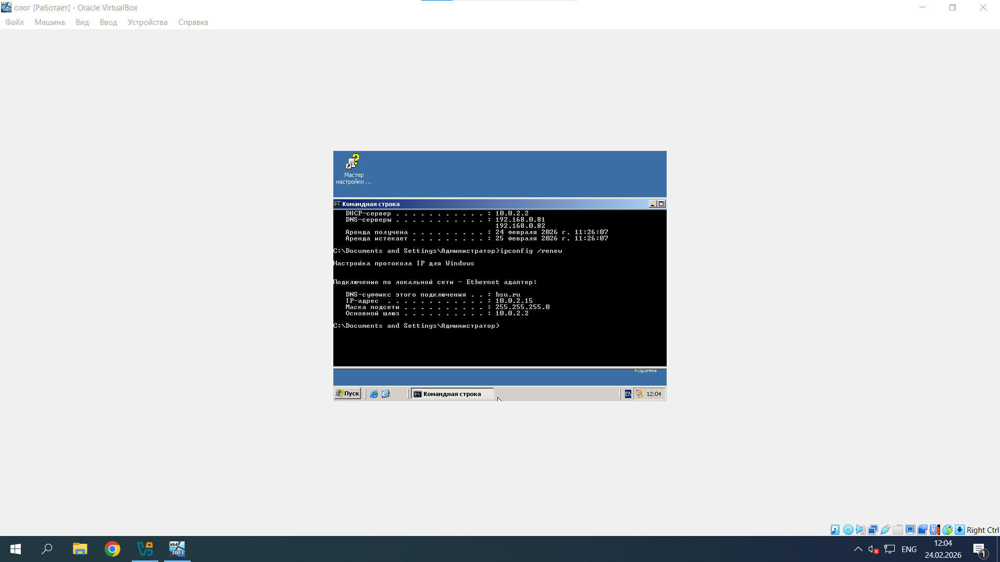 олог [Работает] - Oracle VirtualBox
Файл Машина Вид Ввод Устройства Справка
Мастер
настройки ...
Командная строка
DHCP-сервер . . . . . . . . . . . : 10.0.2.2
DNS-серверы . . . . . . . . . . . : 192.168.0.81
192.168.0.82
Аренда получена . . . . . . . . . : 24 февраля 2026 г. 11:26:07
Аренда истекает . . . . . . . . . : 25 февраля 2026 г. 11:26:07
C:\Documents and Settings\Администратор>ipconfig /renew
Настройка протокола IP для Windows
Подключение по локальной сети - Ethernet адаптер:
DNS-суффикс этого подключения . . : bsu.ru
IP-адрес . . . . . . . . . . . . : 10.0.2.15
Маска подсети . . . . . . . . . . : 255.255.255.0
Основной шлюз . . . . . . . . . . : 10.0.2.2
C:\Documents and Settings\Администратор>
Корзина
Пуск Командная строка EN 12:04
Right Ctrl
x64 2003
ENG
12:04
24.02.2026
1